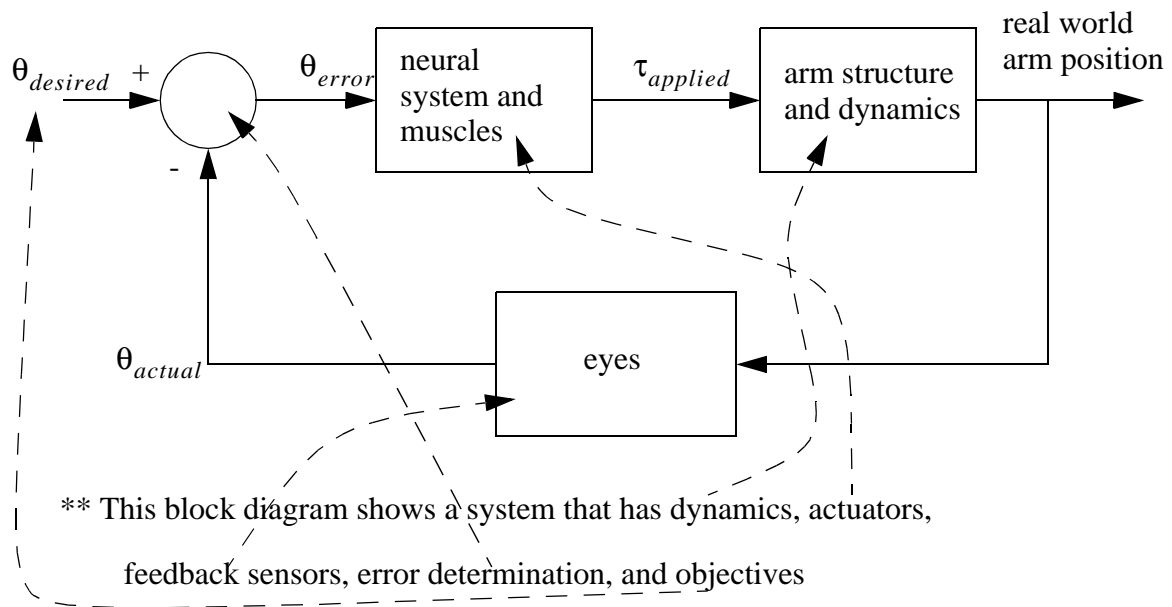 real world
arm position
θdesired
+
θerror
neural
system and
muscles
τapplied
arm structure
and dynamics
-
θactual
eyes
** This block diagram shows a system that has dynamics, actuators,
feedback sensors, error determination, and objectives